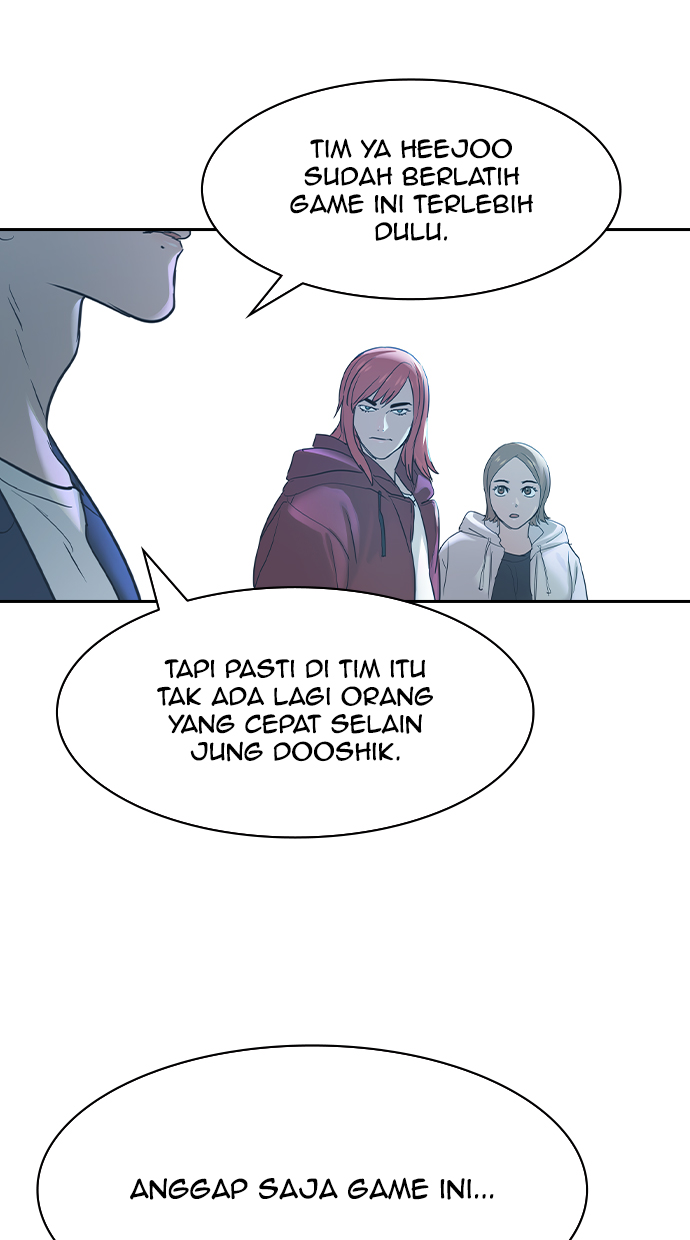 TIM YA HEEJOO
SUDAH BERLATIH
GAME INI TERLEBIH
DULU.
TAPI PASTI DI TIM ITU
TAK ADA LAGI ORANG
YANG CEPAT SELAIN
JUNG DOOSHIK.
ANGGAP SAJA GAME INI...